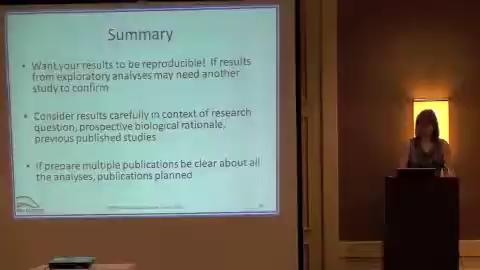 Summary
• Want your results to be reproducible! If results
from exploratory analyses may need another
study to confirm
• Consider results carefully in context of research
question, prospective biological rationale,
previous published studies
• If prepare multiple publications be clear about all
the analyses, publications planned